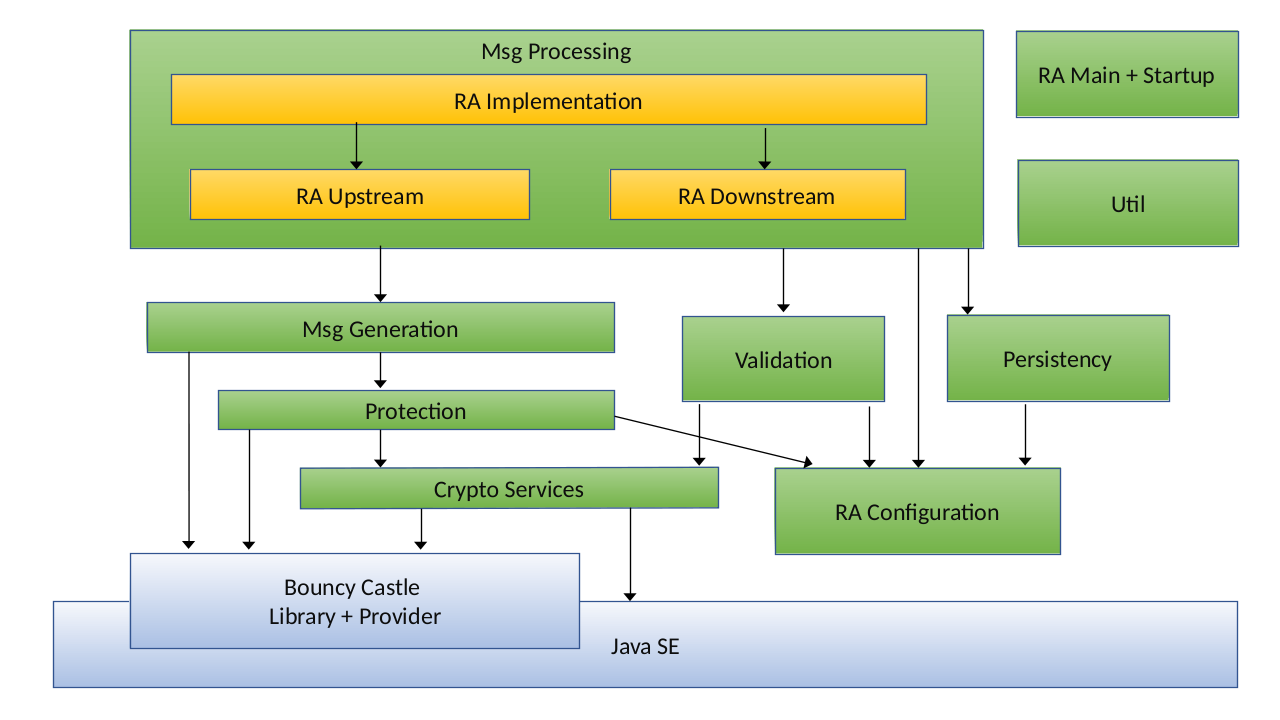 Msg Processing
RA Main + Startup
RA Implementation
RA Upstream
RA Downstream
Util
Msg Generation
Validation
Persistency
Protection
Crypto Services
RA Configuration
Bouncy Castle
Library + Provider
Java SE